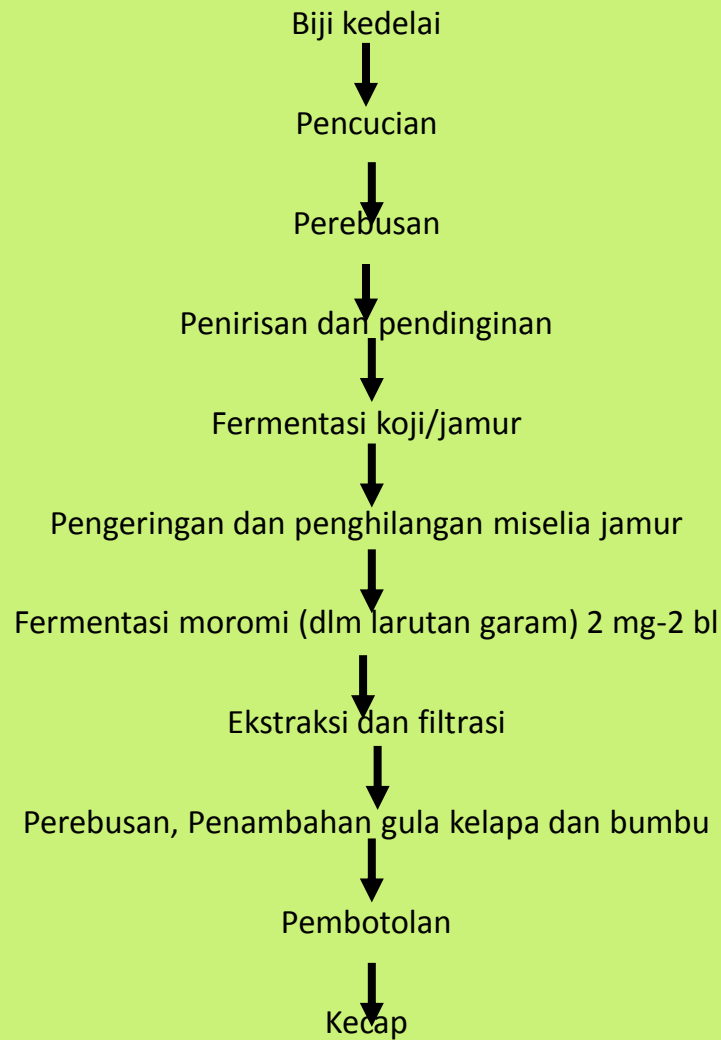 Biji kedelai
Pencucian
Perebusan
Penirisan dan pendinginan
Fermentasi koji/jamur
Pengeringan dan penghilangan miselia jamur
Fermentasi moromi (dlm larutan garam) 2 mg-2 bl
Ekstraksi dan filtrasi
Perebusan, Penambahan gula kelapa dan bumbu
Pembotolan
Kecap